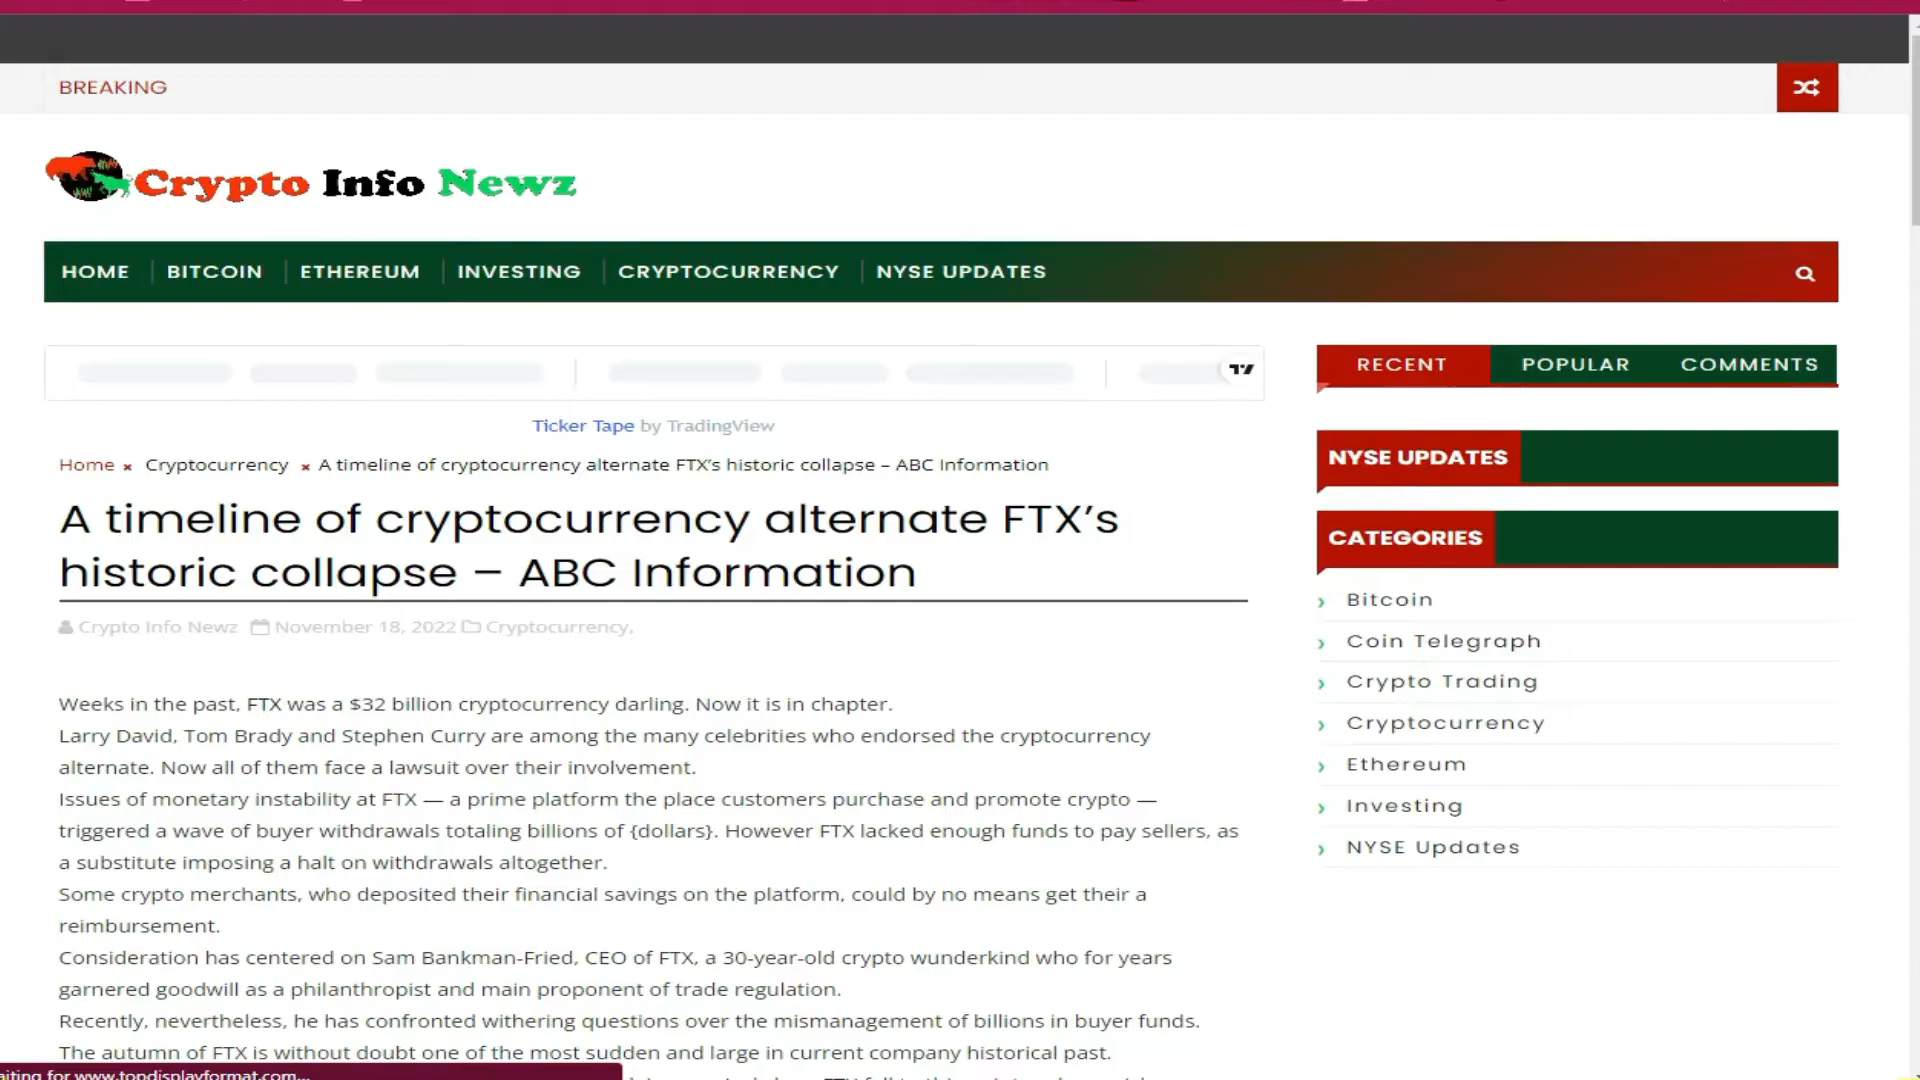 BREAKING
Crypto Info Newz
HOME BITCOIN ETHEREUM INVESTING CRYPTOCURRENCY NYSE UPDATES
Ticker Tape by TradingView
Home × Cryptocurrency × A timeline of cryptocurrency alternate FTX’s historic collapse – ABC Information
A timeline of cryptocurrency alternate FTX’s
historic collapse – ABC Information
Crypto Info Newz November 18, 2022 Cryptocurrency,
Weeks in the past, FTX was a $32 billion cryptocurrency darling. Now it is in chapter.
Larry David, Tom Brady and Stephen Curry are among the many celebrities who endorsed the cryptocurrency
alternate. Now all of them face a lawsuit over their involvement.
Issues of monetary instability at FTX — a prime platform the place customers purchase and promote crypto —
triggered a wave of buyer withdrawals totaling billions of {dollars}. However FTX lacked enough funds to pay sellers, as
a substitute imposing a halt on withdrawals altogether.
Some crypto merchants, who deposited their financial savings on the platform, could by no means get their a
reimbursement.
Consideration has centered on Sam Bankman-Fried, CEO of FTX, a 30-year-old crypto wunderkind who for years
garnered goodwill as a philanthropist and main proponent of trade regulation.
Recently, nevertheless, he has confronted withering questions over the mismanagement of billions in buyer funds.
The autumn of FTX is without doubt one of the most sudden and large in current company historical past.
RECENT POPULAR COMMENTS
NYSE UPDATES
CATEGORIES
Bitcoin
Coin Telegraph
Crypto Trading
Cryptocurrency
Ethereum
Investing
NYSE Updates
aiting for www.topdisplayformat.com...